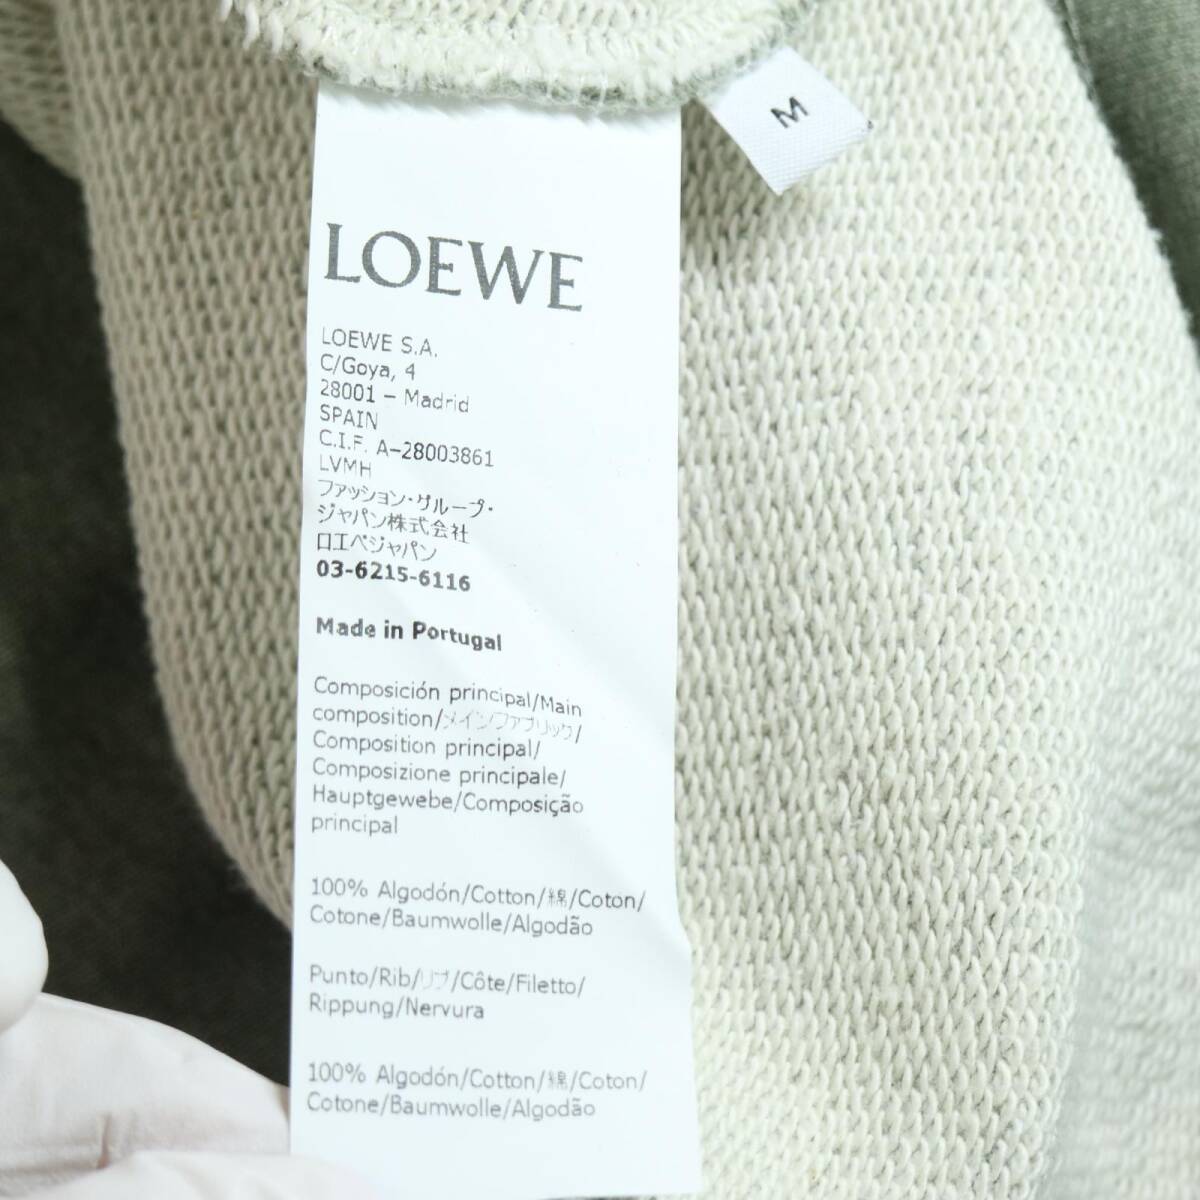 M
LOEWE
LOEWE S.A.
C/Goya, 4
28001 – Madrid
SPAIN
C.I.F. A-28003861
LVMH
ファッション・グループ・
ジャパン株式会社
ロエベジャパン
03-6215-6116
Made in Portugal
Composición principal/Main
composition/メインファブリック/
Composition principal/
Composizione principale/
Hauptgewebe/Composição
principal
100% Algodón/Cotton/綿/Coton/
Cotone/Baumwolle/Algodão
Punto/Rib/リブ/Côte/Filetto/
Rippung/Nervura
100% Algodón/Cotton/綿/Coton/
Cotone/Baumwolle/Algodão